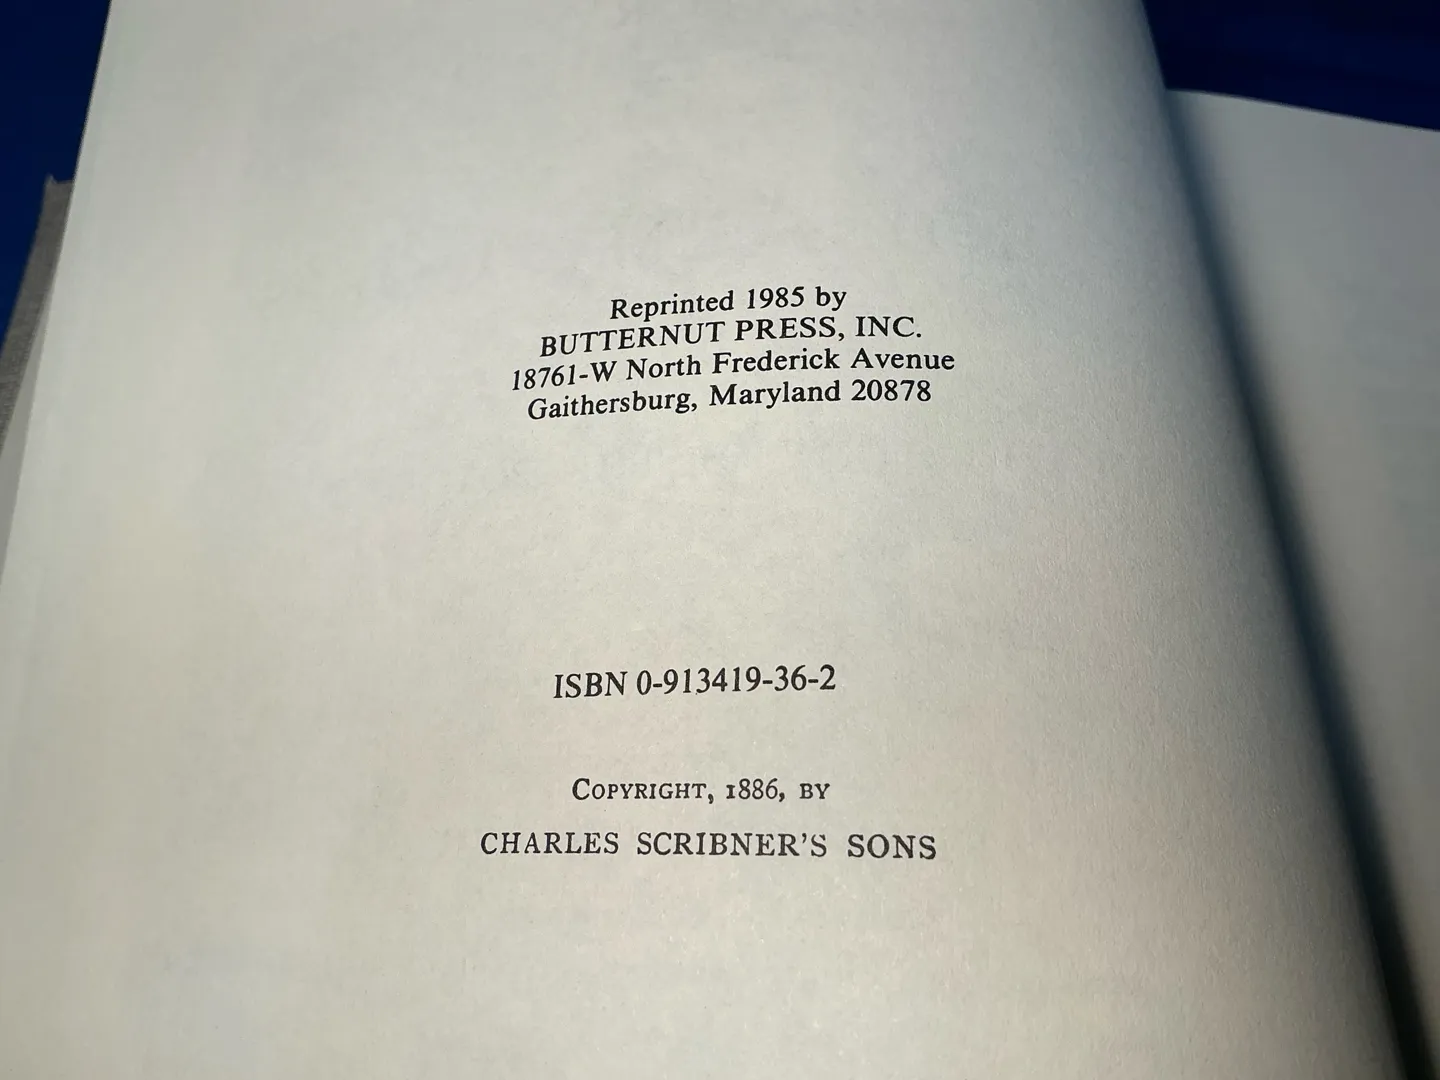 Reprinted 1985 by
BUTTERNUT PRESS, INC.
18761-W North Frederick Avenue
Gaithersburg, Maryland 20878
ISBN 0-913419-36-2
COPYRIGHT, 1886, BY
CHARLES SCRIBNER'S SONS